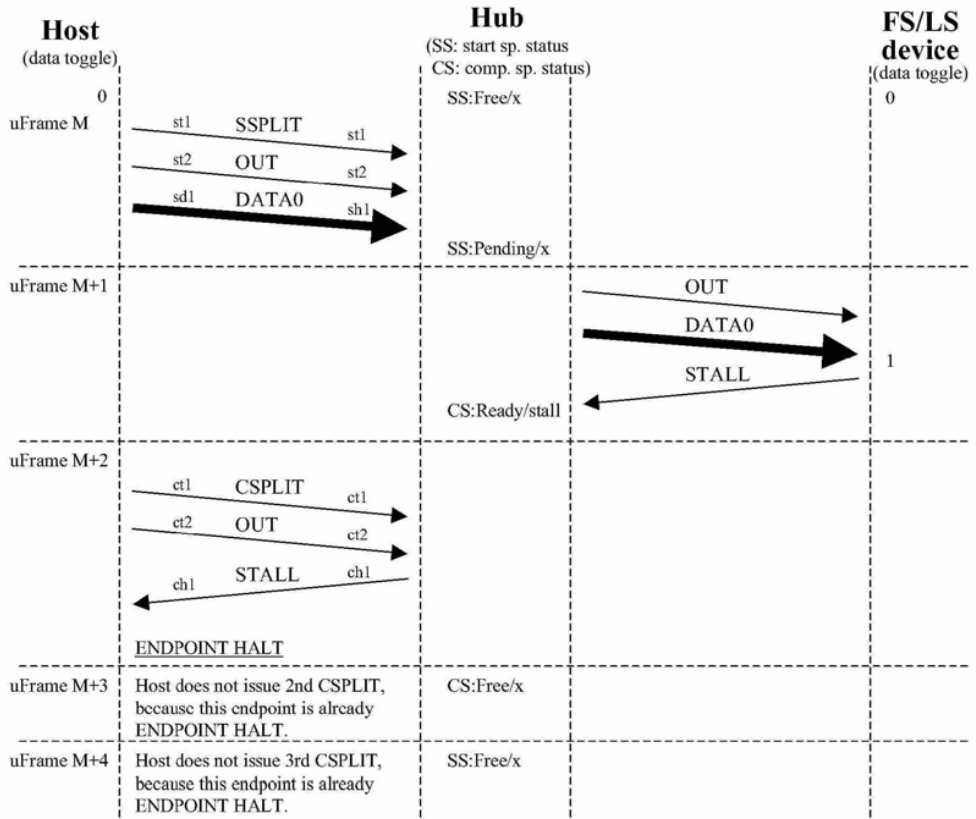 Host
(data toggle)
Hub
(SS: start sp. status
CS: comp. sp. status)
FS/LS
device
(data toggle)
0
SS:Free/x
0
uFrame M
st1 SSPLIT st1
st2 OUT st2
sd1 DATA0 sh1
SS:Pending/x
uFrame M+1
OUT
DATA0
1
STALL
CS:Ready/stall
uFrame M+2
ct1 CSPLIT ct1
ct2 OUT ct2
ch1 STALL ch1
ENDPOINT HALT
uFrame M+3
Host does not issue 2nd CSPLIT,
because this endpoint is already
ENDPOINT HALT.
CS:Free/x
uFrame M+4
Host does not issue 3rd CSPLIT,
because this endpoint is already
ENDPOINT HALT.
SS:Free/x